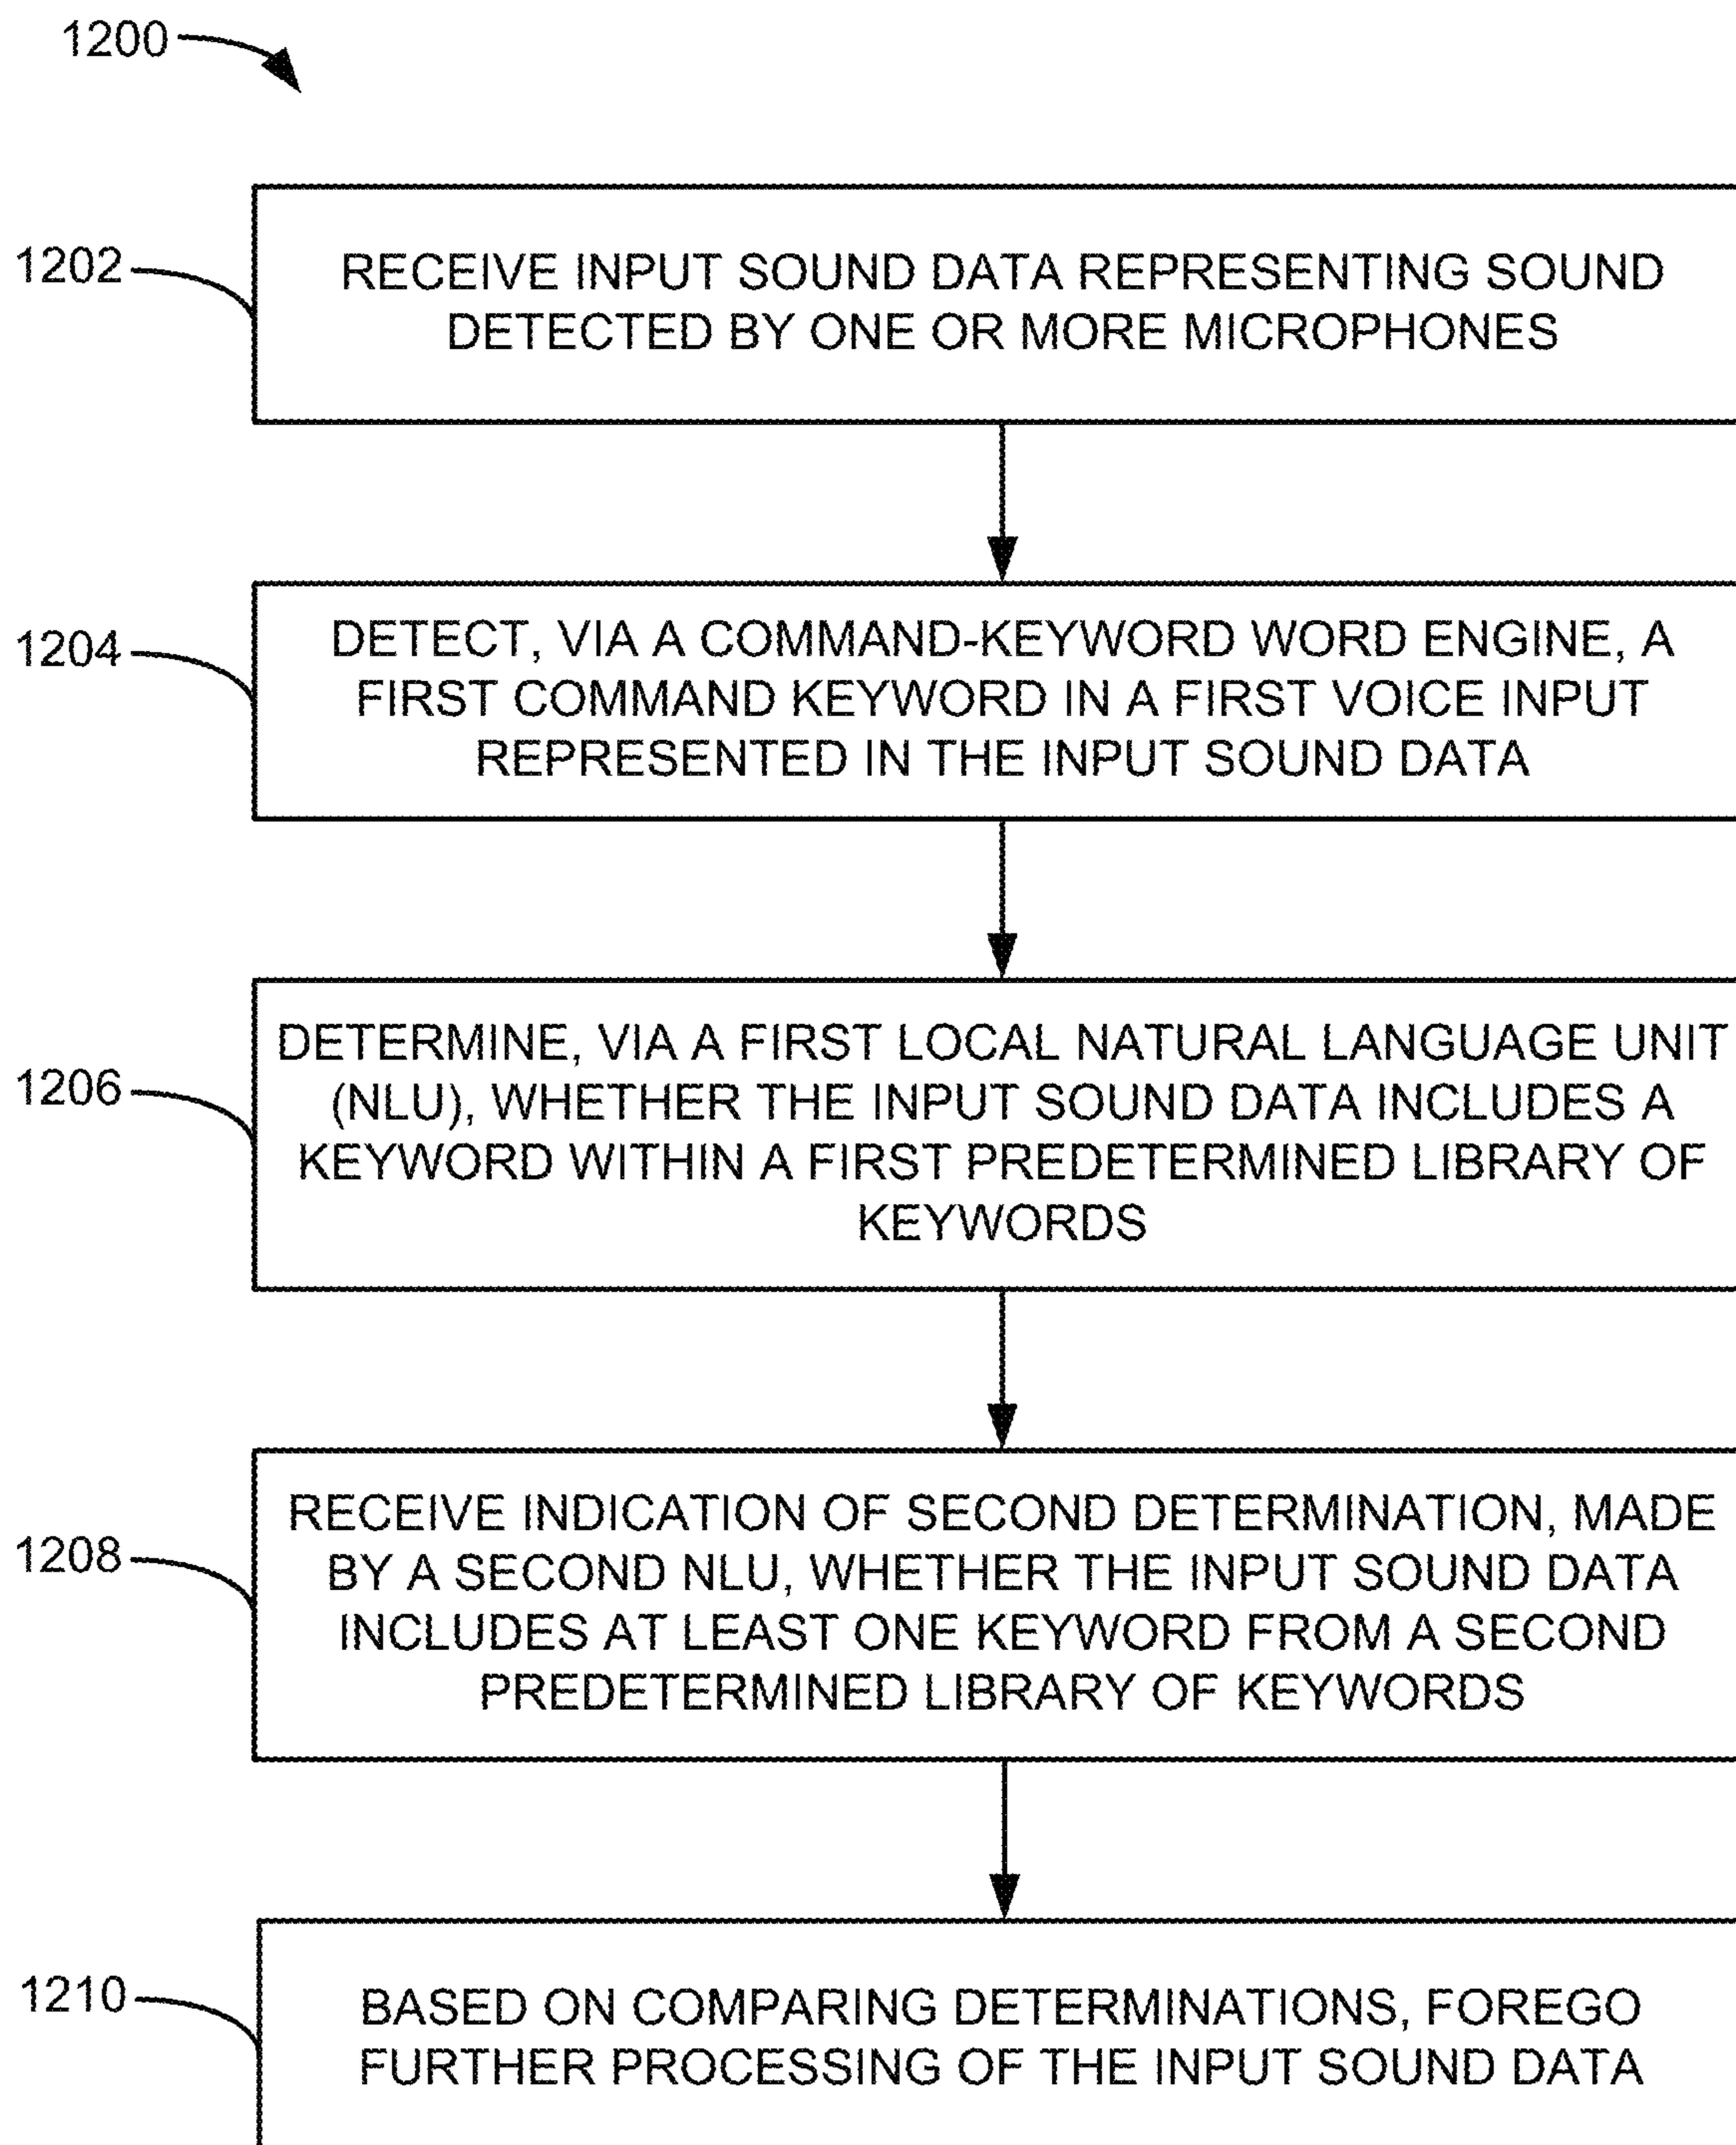 1200
1202
RECEIVE INPUT SOUND DATA REPRESENTING SOUND
DETECTED BY ONE OR MORE MICROPHONES
1204
DETECT, VIA A COMMAND-KEYWORD WORD ENGINE, A
FIRST COMMAND KEYWORD IN A FIRST VOICE INPUT
REPRESENTED IN THE INPUT SOUND DATA
1206
DETERMINE, VIA A FIRST LOCAL NATURAL LANGUAGE UNIT
(NLU), WHETHER THE INPUT SOUND DATA INCLUDES A
KEYWORD WITHIN A FIRST PREDETERMINED LIBRARY OF
KEYWORDS
1208
RECEIVE INDICATION OF SECOND DETERMINATION, MADE
BY A SECOND NLU, WHETHER THE INPUT SOUND DATA
INCLUDES AT LEAST ONE KEYWORD FROM A SECOND
PREDETERMINED LIBRARY OF KEYWORDS
1210
BASED ON COMPARING DETERMINATIONS, FOREGO
FURTHER PROCESSING OF THE INPUT SOUND DATA